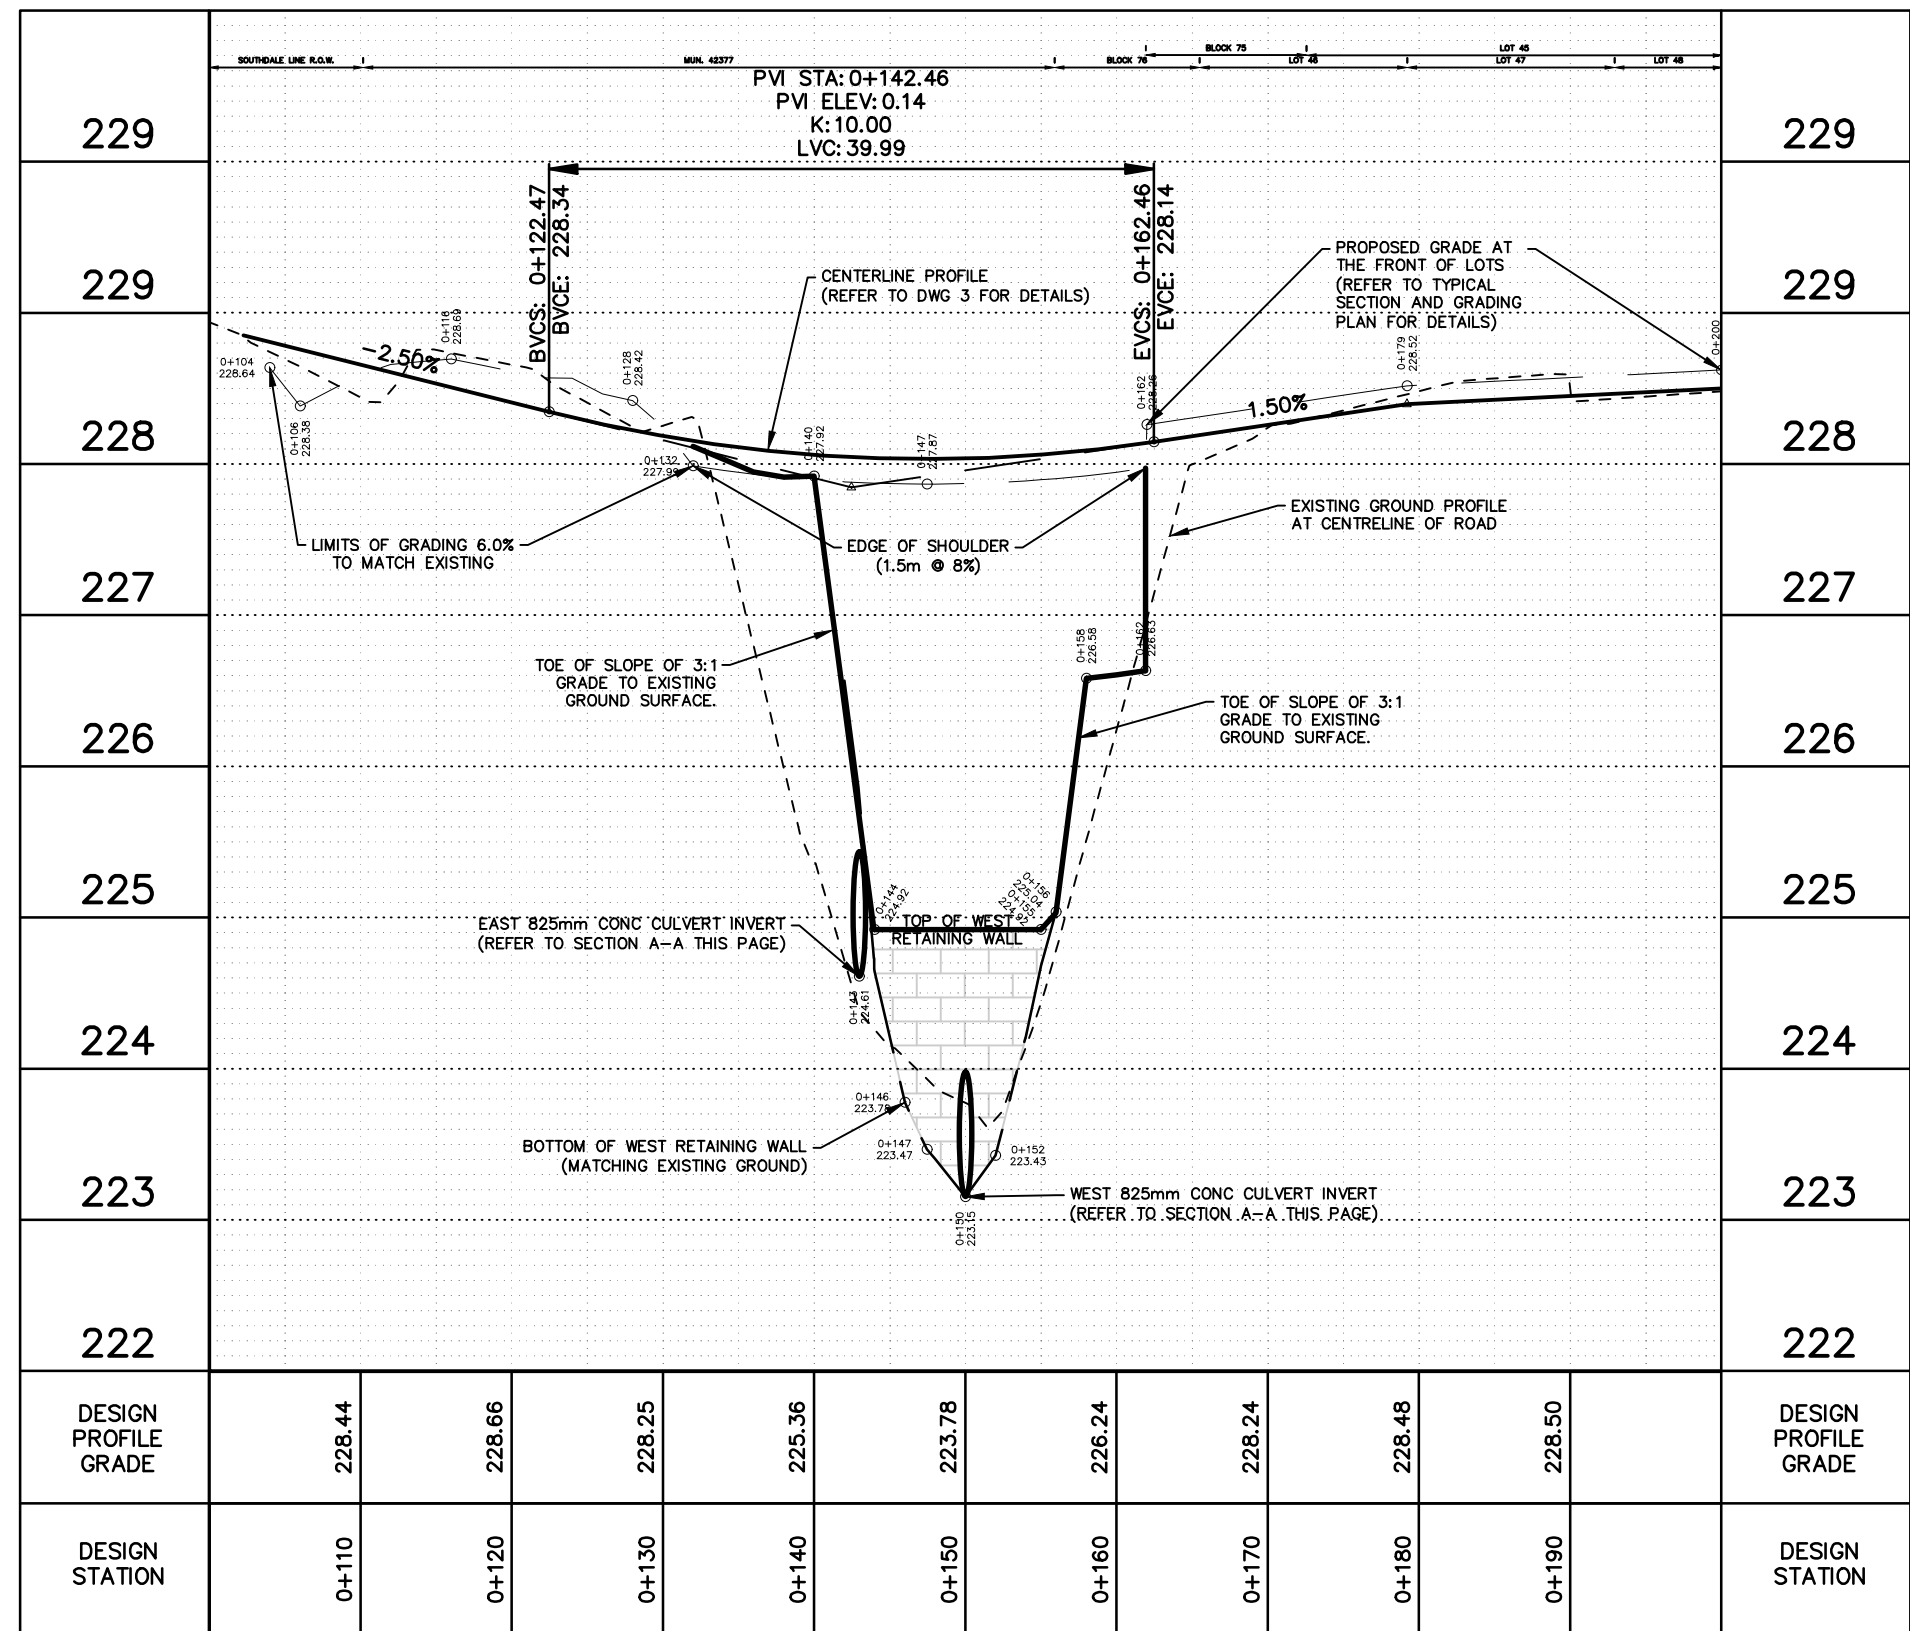 BLOCK 75
LOT 45
SOUTHDALE LINE R.O.W.
MUN. 42377
BLOCK 76
LOT 46
LOT 47
LOT 48
PVI STA: 0+142.46
PVI ELEV: 0.14
K: 10.00
LVC: 39.99
229
229
229
229
228
228
227
227
226
226
225
225
224
224
223
223
222
222
BVCS: 0+122.47
BVCE: 228.34
EVCS: 0+162.46
EVCE: 228.14
CENTERLINE PROFILE
(REFER TO DWG 3 FOR DETAILS)
PROPOSED GRADE AT
THE FRONT OF LOTS
(REFER TO TYPICAL
SECTION AND GRADING
PLAN FOR DETAILS)
0+104
228.64
0+106
228.38
-2.50%
0+116
228.69
0+128
228.42
0+132
227.99
0+140
227.92
0+147
227.87
0+162
228.26
1.50%
0+179
228.52
0+200
LIMITS OF GRADING 6.0%
TO MATCH EXISTING
EDGE OF SHOULDER
(1.5m @ 8%)
EXISTING GROUND PROFILE
AT CENTRELINE OF ROAD
TOE OF SLOPE OF 3:1
GRADE TO EXISTING
GROUND SURFACE.
0+158
226.58
0+162
226.63
TOE OF SLOPE OF 3:1
GRADE TO EXISTING
GROUND SURFACE.
EAST 825mm CONC CULVERT INVERT
(REFER TO SECTION A-A THIS PAGE)
0+144
224.92
0+156
225.04
0+155
224.92
TOP OF WEST
RETAINING WALL
0+143
224.61
0+146
223.78
BOTTOM OF WEST RETAINING WALL
(MATCHING EXISTING GROUND)
0+147
223.47
0+152
223.43
WEST 825mm CONC CULVERT INVERT
(REFER TO SECTION A-A THIS PAGE)
0+150
223.15
DESIGN
PROFILE
GRADE
228.44
228.66
228.25
225.36
223.78
226.24
228.24
228.48
228.50
DESIGN
PROFILE
GRADE
DESIGN
STATION
0+110
0+120
0+130
0+140
0+150
0+160
0+170
0+180
0+190
DESIGN
STATION